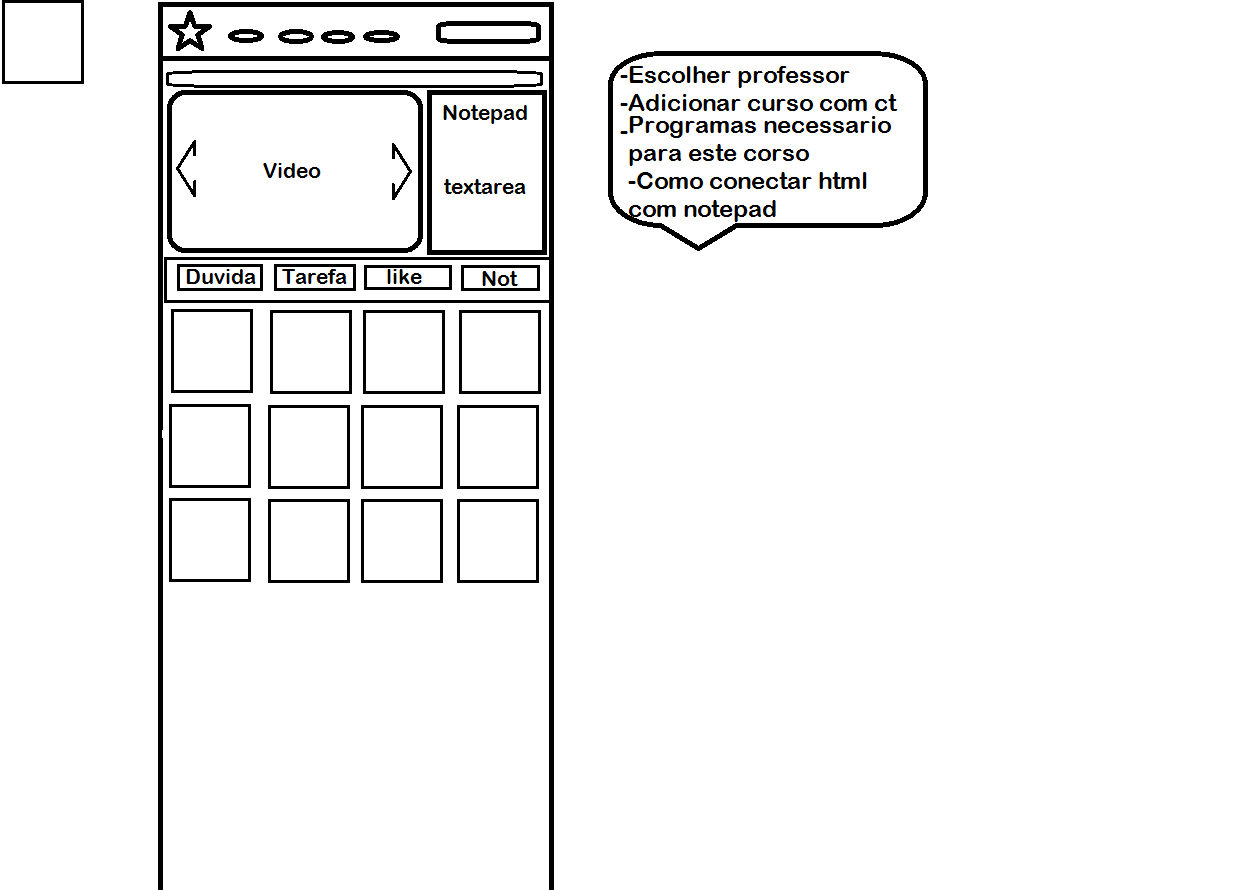 Notepad
Video
textarea
Duvida
Tarefa
like
Not
-Escolher professor
-Adicionar curso com ct
-Programas necessario
para este corso
-Como conectar html
com notepad